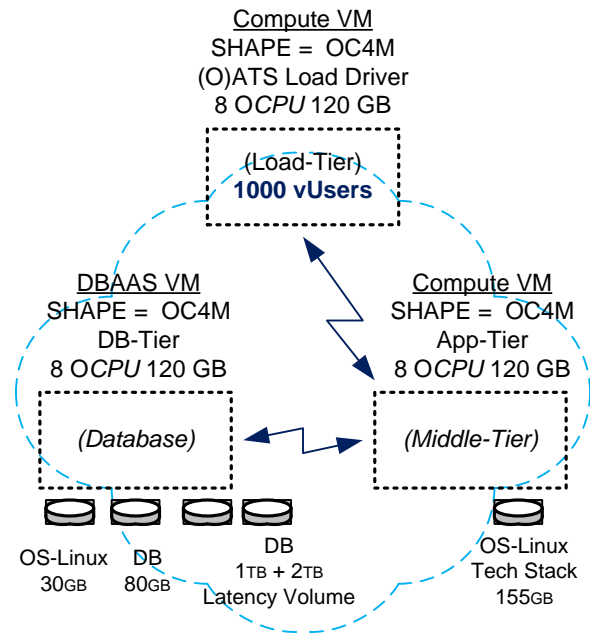 Compute VM
SHAPE = OC4M
(O)ATS Load Driver
8 OCPU 120 GB
(Load-Tier)
1000 vUsers
DBAAS VM
SHAPE = OC4M
DB-Tier
8 OCPU 120 GB
(Database)
Compute VM
SHAPE = OC4M
App-Tier
8 OCPU 120 GB
(Middle-Tier)
OS-Linux
30GB
DB
80GB
DB
1TB + 2TB
Latency Volume
OS-Linux
Tech Stack
155GB